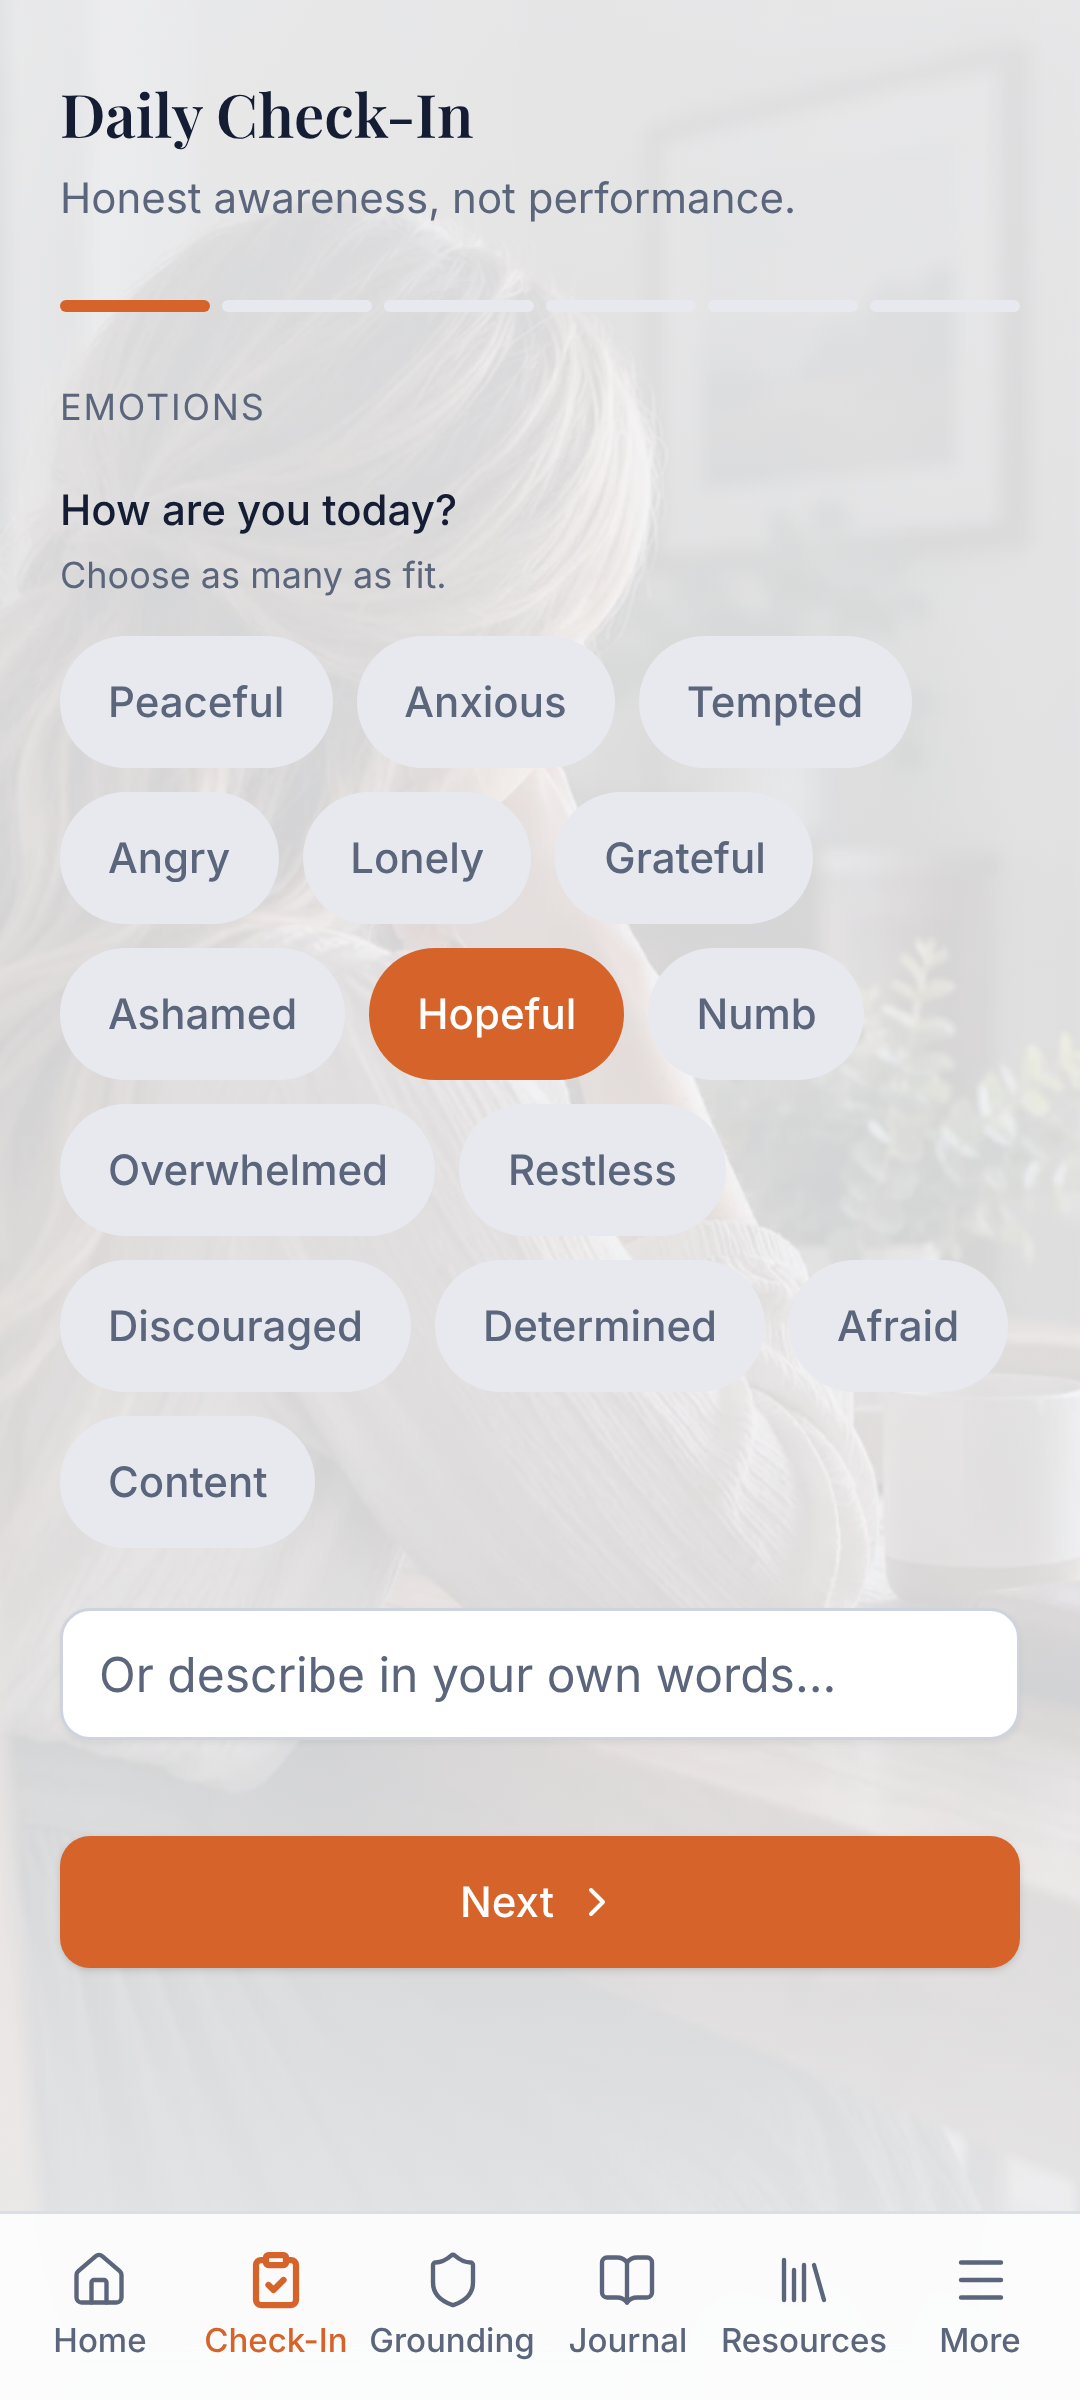 Daily Check-In
Honest awareness, not performance.
EMOTIONS
How are you today?
Choose as many as fit.
Peaceful Anxious Tempted
Angry Lonely Grateful
Ashamed Hopeful Numb
Overwhelmed Restless
Discouraged Determined Afraid
Content
Or describe in your own words...
Next
Home Check-In Grounding Journal Resources More